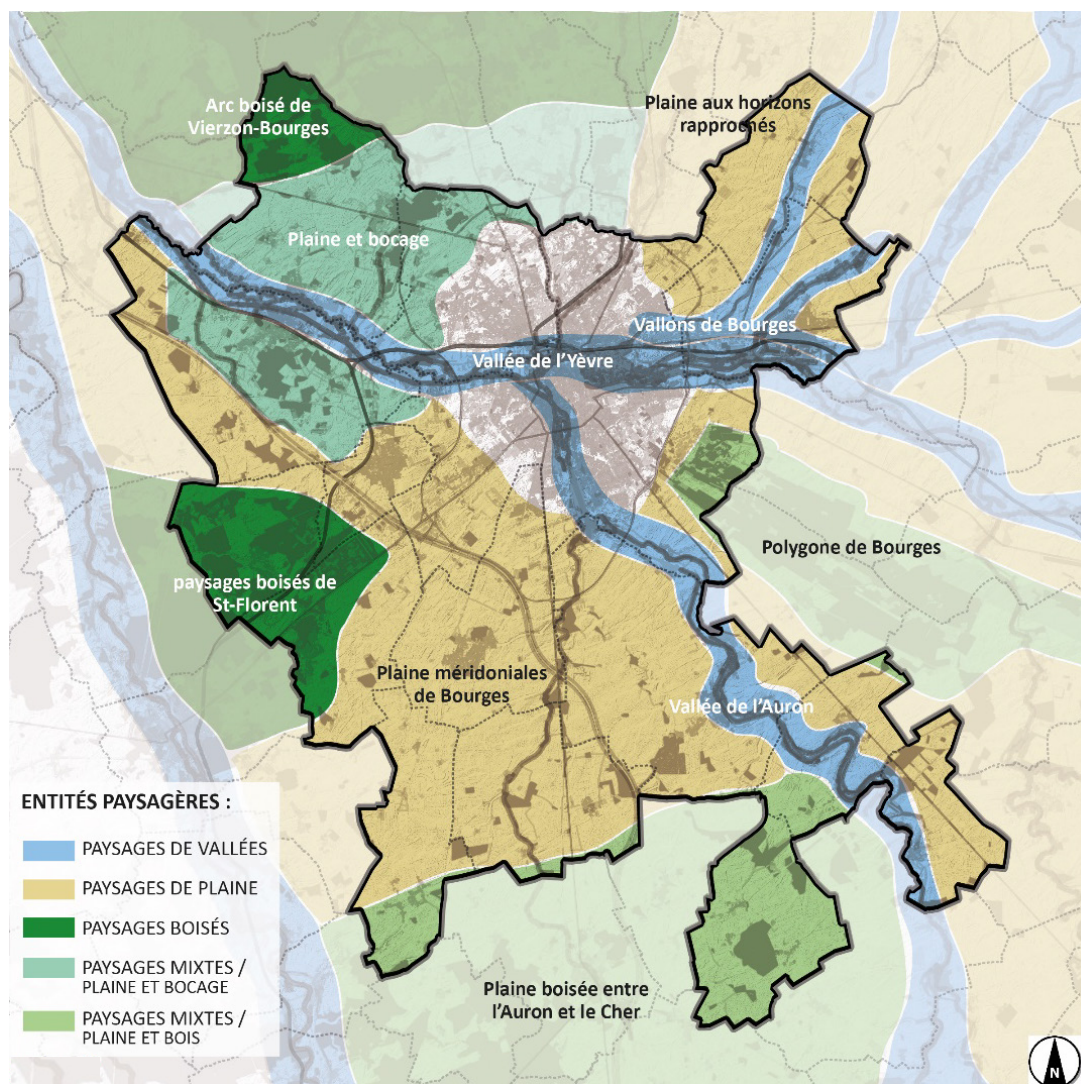 Arc boisé de
Vierzon-Bourges
Plaine aux horizons
rapprochés
Plaine et bocage
Vallons de Bourges
Vallée de l'Yèvre
Polygone de Bourges
paysages boisés de
St-Florent
Plaine méridoniales
de Bourges
Vallée de l'Auron
ENTITÉS PAYSAGÈRES :
PAYSAGES DE VALLÉES
PAYSAGES DE PLAINE
PAYSAGES BOISÉS
PAYSAGES MIXTES /
PLAINE ET BOCAGE
PAYSAGES MIXTES /
PLAINE ET BOIS
Plaine boisée entre
l'Auron et le Cher
N